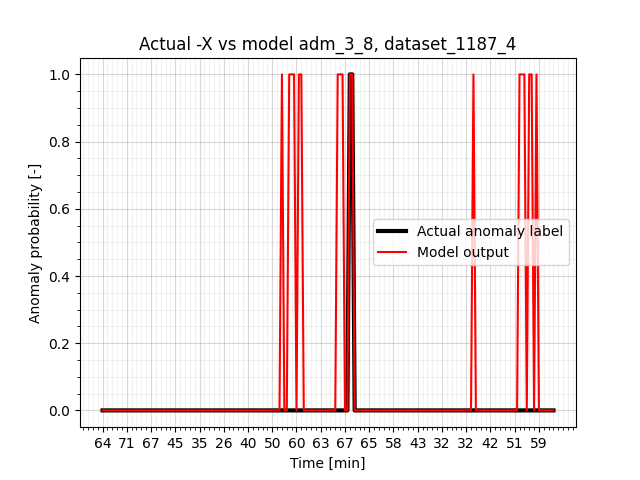 Actual -X vs model adm_3_8, dataset_1187_4
1.0
0.8
0.6
0.4
0.2
0.0
Anomaly probability [-]
Actual anomaly label
Model output
64 71 67 45 35 26 40 50 60 63 67 65 58 43 32 32 42 51 59
Time [min]